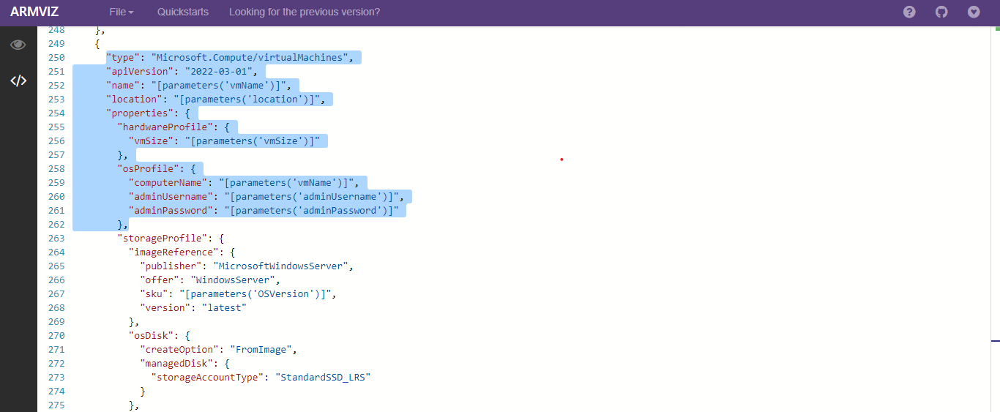 ARMVIZ File Quickstarts Looking for the previous version?
248 },
249 {
250 "type": "Microsoft.Compute/virtualMachines",
251 "apiVersion": "2022-03-01",
252 "name": "[parameters('vmName')]",
253 "location": "[parameters('location')]",
254 "properties": {
255 "hardwareProfile": {
256 "vmSize": "[parameters('vmSize')]"
257 },
258 "osProfile": {
259 "computerName": "[parameters('vmName')]",
260 "adminUsername": "[parameters('adminUsername')]",
261 "adminPassword": "[parameters('adminPassword')]"
262 },
263 "storageProfile": {
264 "imageReference": {
265 "publisher": "MicrosoftWindowsServer",
266 "offer": "WindowsServer",
267 "sku": "[parameters('OSVersion')]",
268 "version": "latest"
269 },
270 "osDisk": {
271 "createOption": "FromImage",
272 "managedDisk": {
273 "storageAccountType": "StandardSSD_LRS"
274 }
275 },